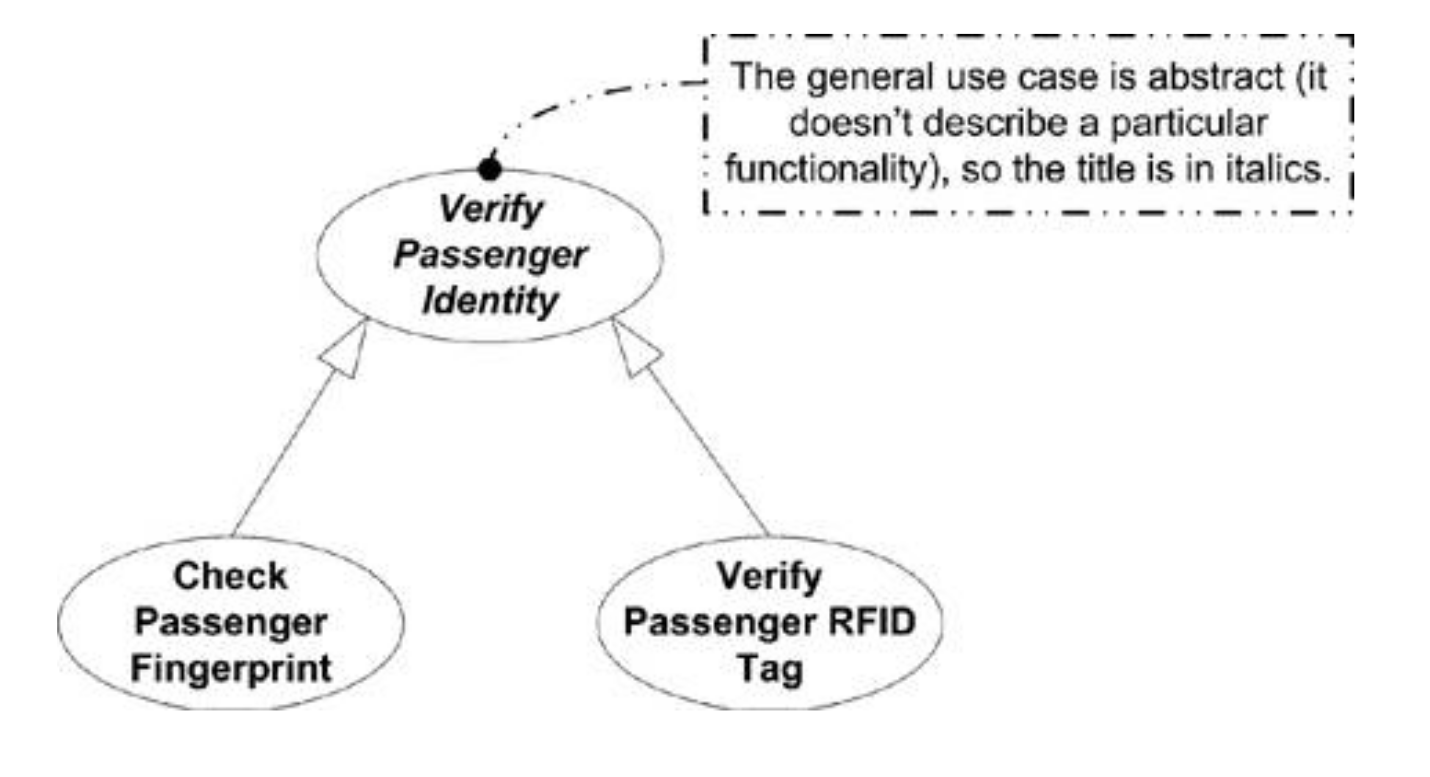 The general use case is abstract (it
doesn't describe a particular
functionality), so the title is in italics.
Verify
Passenger
Identity
Check
Passenger
Fingerprint
Verify
Passenger RFID
Tag